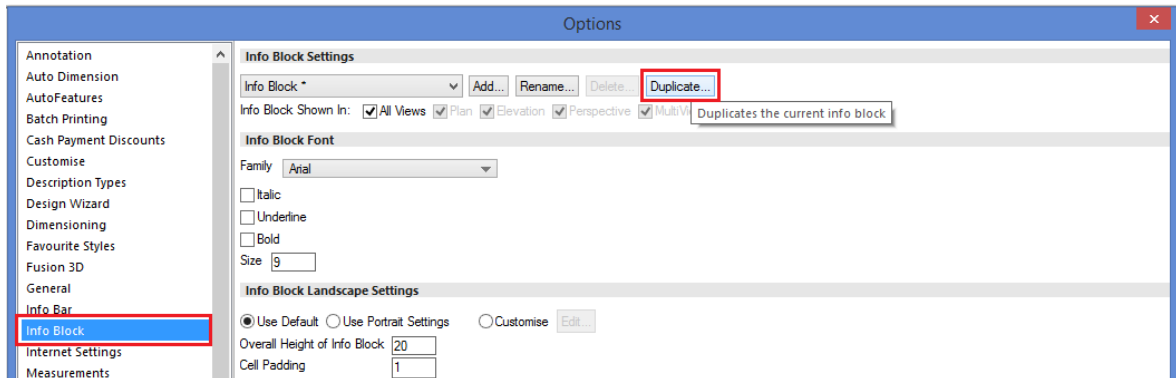 Options
Annotation
Auto Dimension
AutoFeatures
Batch Printing
Cash Payment Discounts
Customise
Description Types
Design Wizard
Dimensioning
Favourite Styles
Fusion 3D
General
Info Bar
Info Block
Internet Settings
Measurements
Info Block Settings
Info Block * Add... Rename... Delete... Duplicate...
Info Block Shown In: All Views Plan Elevation Perspective
Duplicates the current info block
Info Block Font
Family Arial
Italic
Underline
Bold
Size 9
Info Block Landscape Settings
Use Default Use Portrait Settings Customise Edit...
Overall Height of Info Block 20
Cell Padding 1